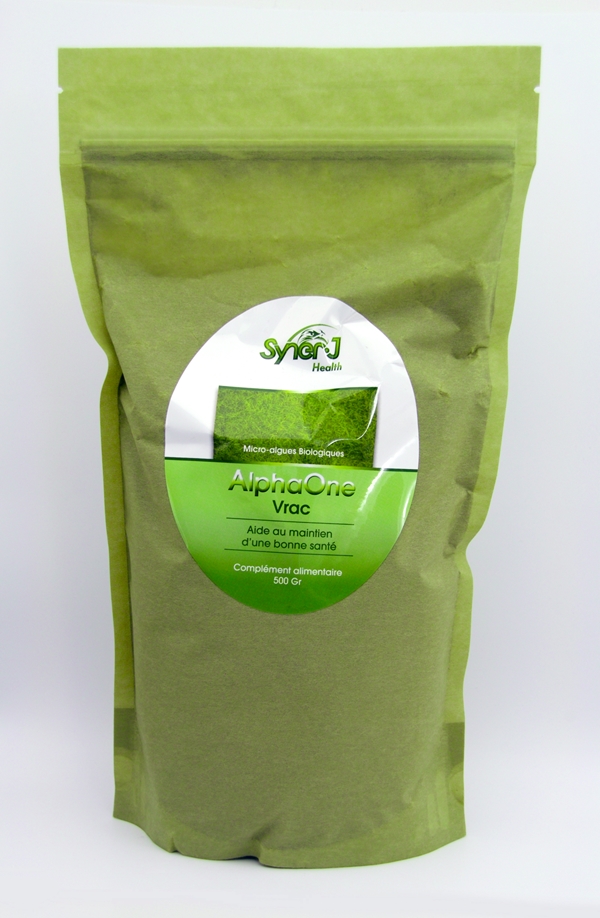 Syner.J
Health
Micro-algues Biologiques
AlphaOne
Vrac
Aide au maintien
d'une bonne santé
Complément alimentaire
500 Gr